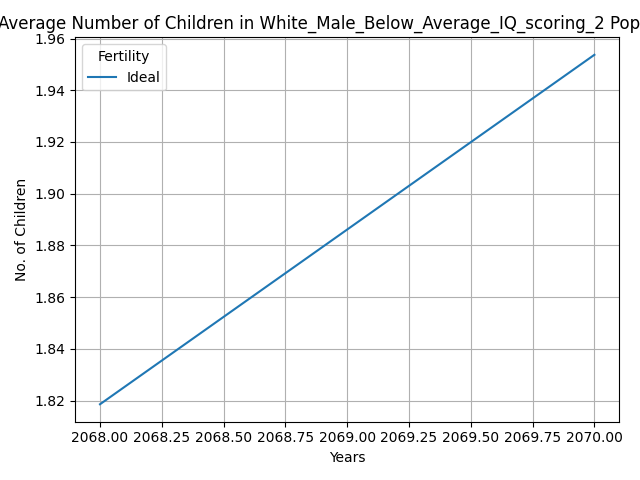 Average Number of Children in White_Male_Below_Average_IQ_scoring_2 Pop
1.96
1.94
1.92
1.90
1.88
1.86
1.84
1.82
No. of Children
Fertility
Ideal
2068.00 2068.25 2068.50 2068.75 2069.00 2069.25 2069.50 2069.75 2070.00
Years